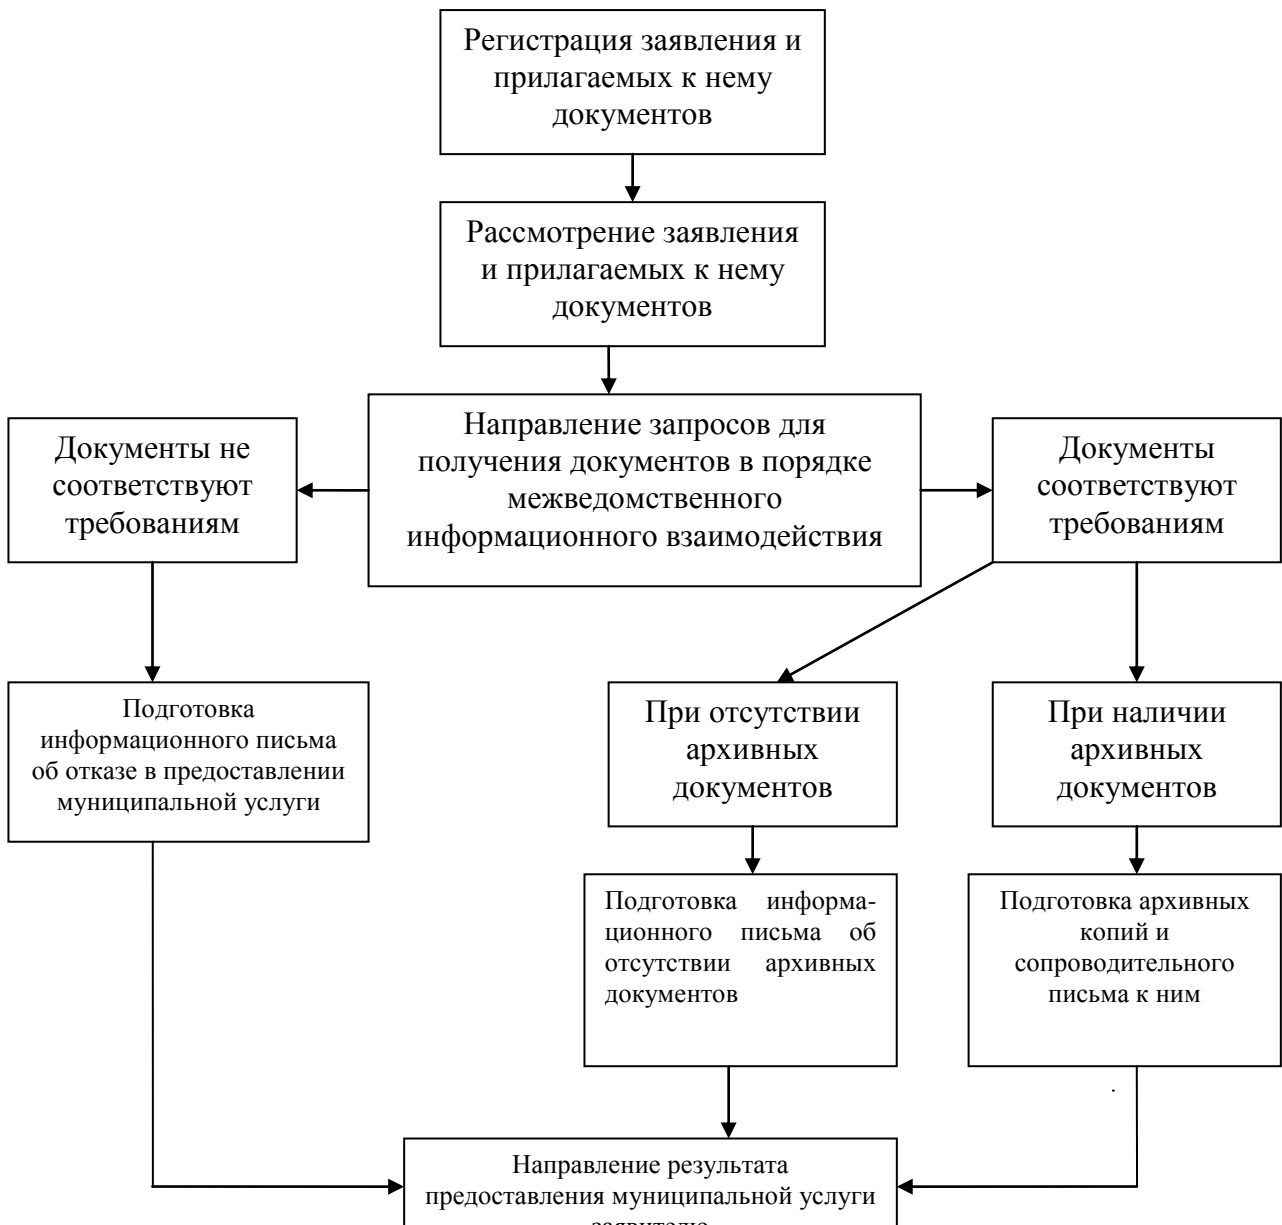 Регистрация заявления и
прилагаемых к нему
документов
Рассмотрение заявления
и прилагаемых к нему
документов
Направление запросов для
получения документов в порядке
межведомственного
информационного взаимодействия
Документы не
соответствуют
требованиям
Документы
соответствуют
требованиям
Подготовка
информационного письма
об отказе в предоставлении
муниципальной услуги
При отсутствии
архивных
документов
При наличии
архивных
документов
Подготовка информа-
ционного письма об
отсутствии архивных
документов
Подготовка архивных
копий и
сопроводительного
письма к ним
.
Направление результата
предоставления муниципальной услуги
заявителю